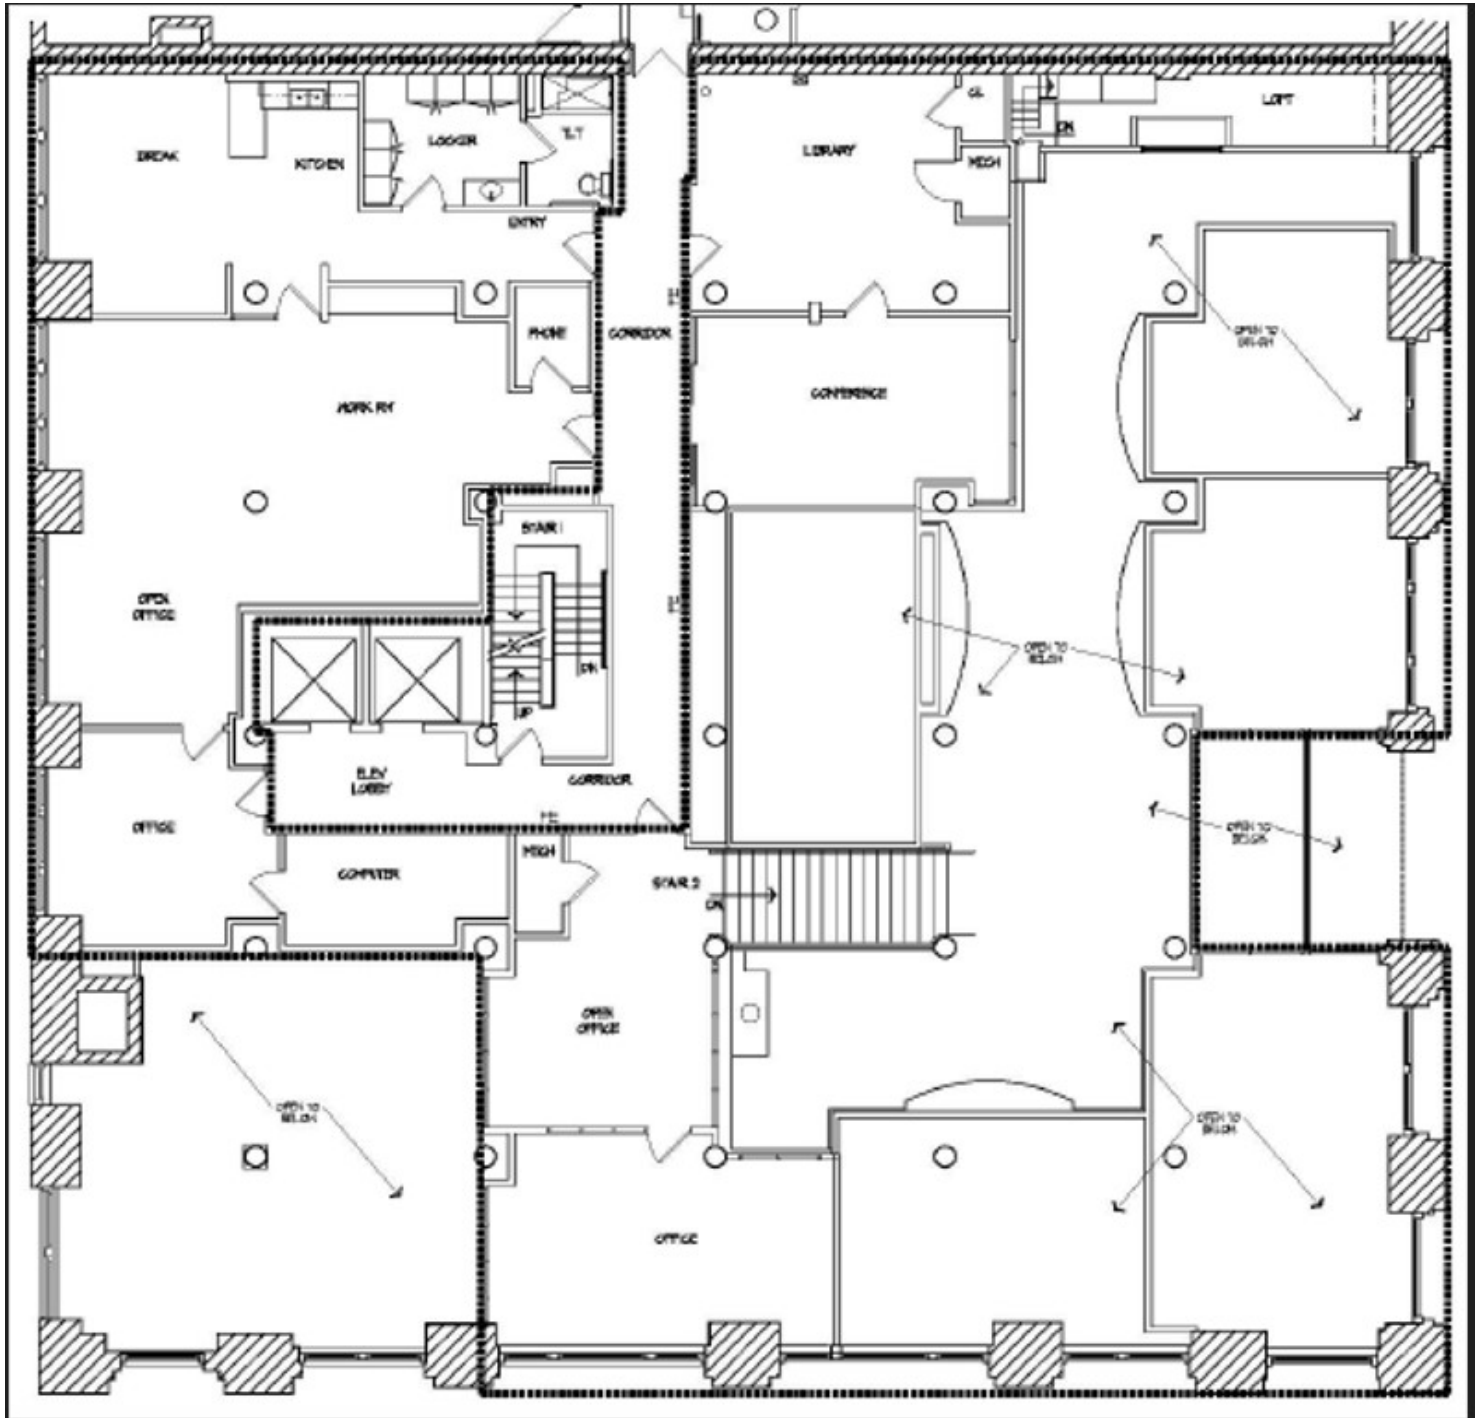 LOFT
CL
DN
TLT
LOCKER
BREAK
KITCHEN
LIBRARY
MECH
ENTRY
PHONE
CORRIDOR
OPEN TO
BELOW
CONFERENCE
WORK RM
STAIR 1
OPEN
OFFICE
OPEN TO
BELOW
DN
UP
ELEV
LOBBY
CORRIDOR
OFFICE
OPEN TO
BELOW
MECH
COMPUTER
STAIR 2
DN
OPEN
OFFICE
OPEN TO
BELOW
OPEN TO
BELOW
OFFICE